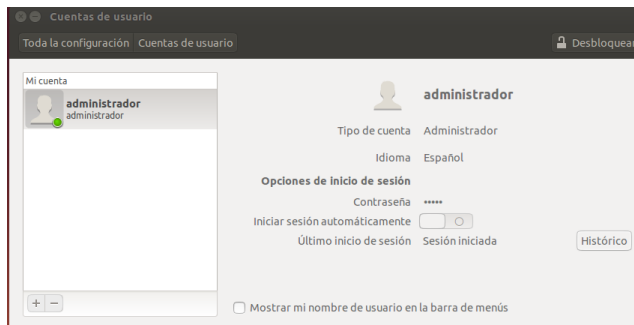 Cuentas de usuario
Toda la configuración Cuentas de usuario Desbloquear
Mi cuenta
administrador
administrador
administrador
Tipo de cuenta Administrador
Idioma Español
Opciones de inicio de sesión
Contraseña •••••
Iniciar sesión automáticamente
Último inicio de sesión Sesión iniciada Histórico
+ −
Mostrar mi nombre de usuario en la barra de menús